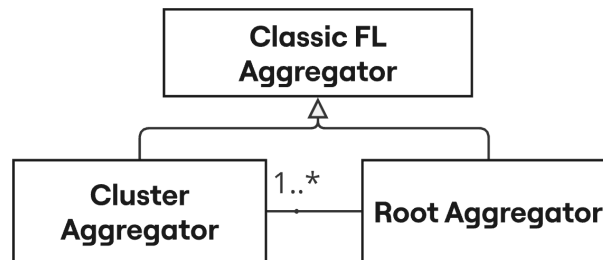 Classic FL
Aggregator
1..*
Cluster
Aggregator
Root Aggregator